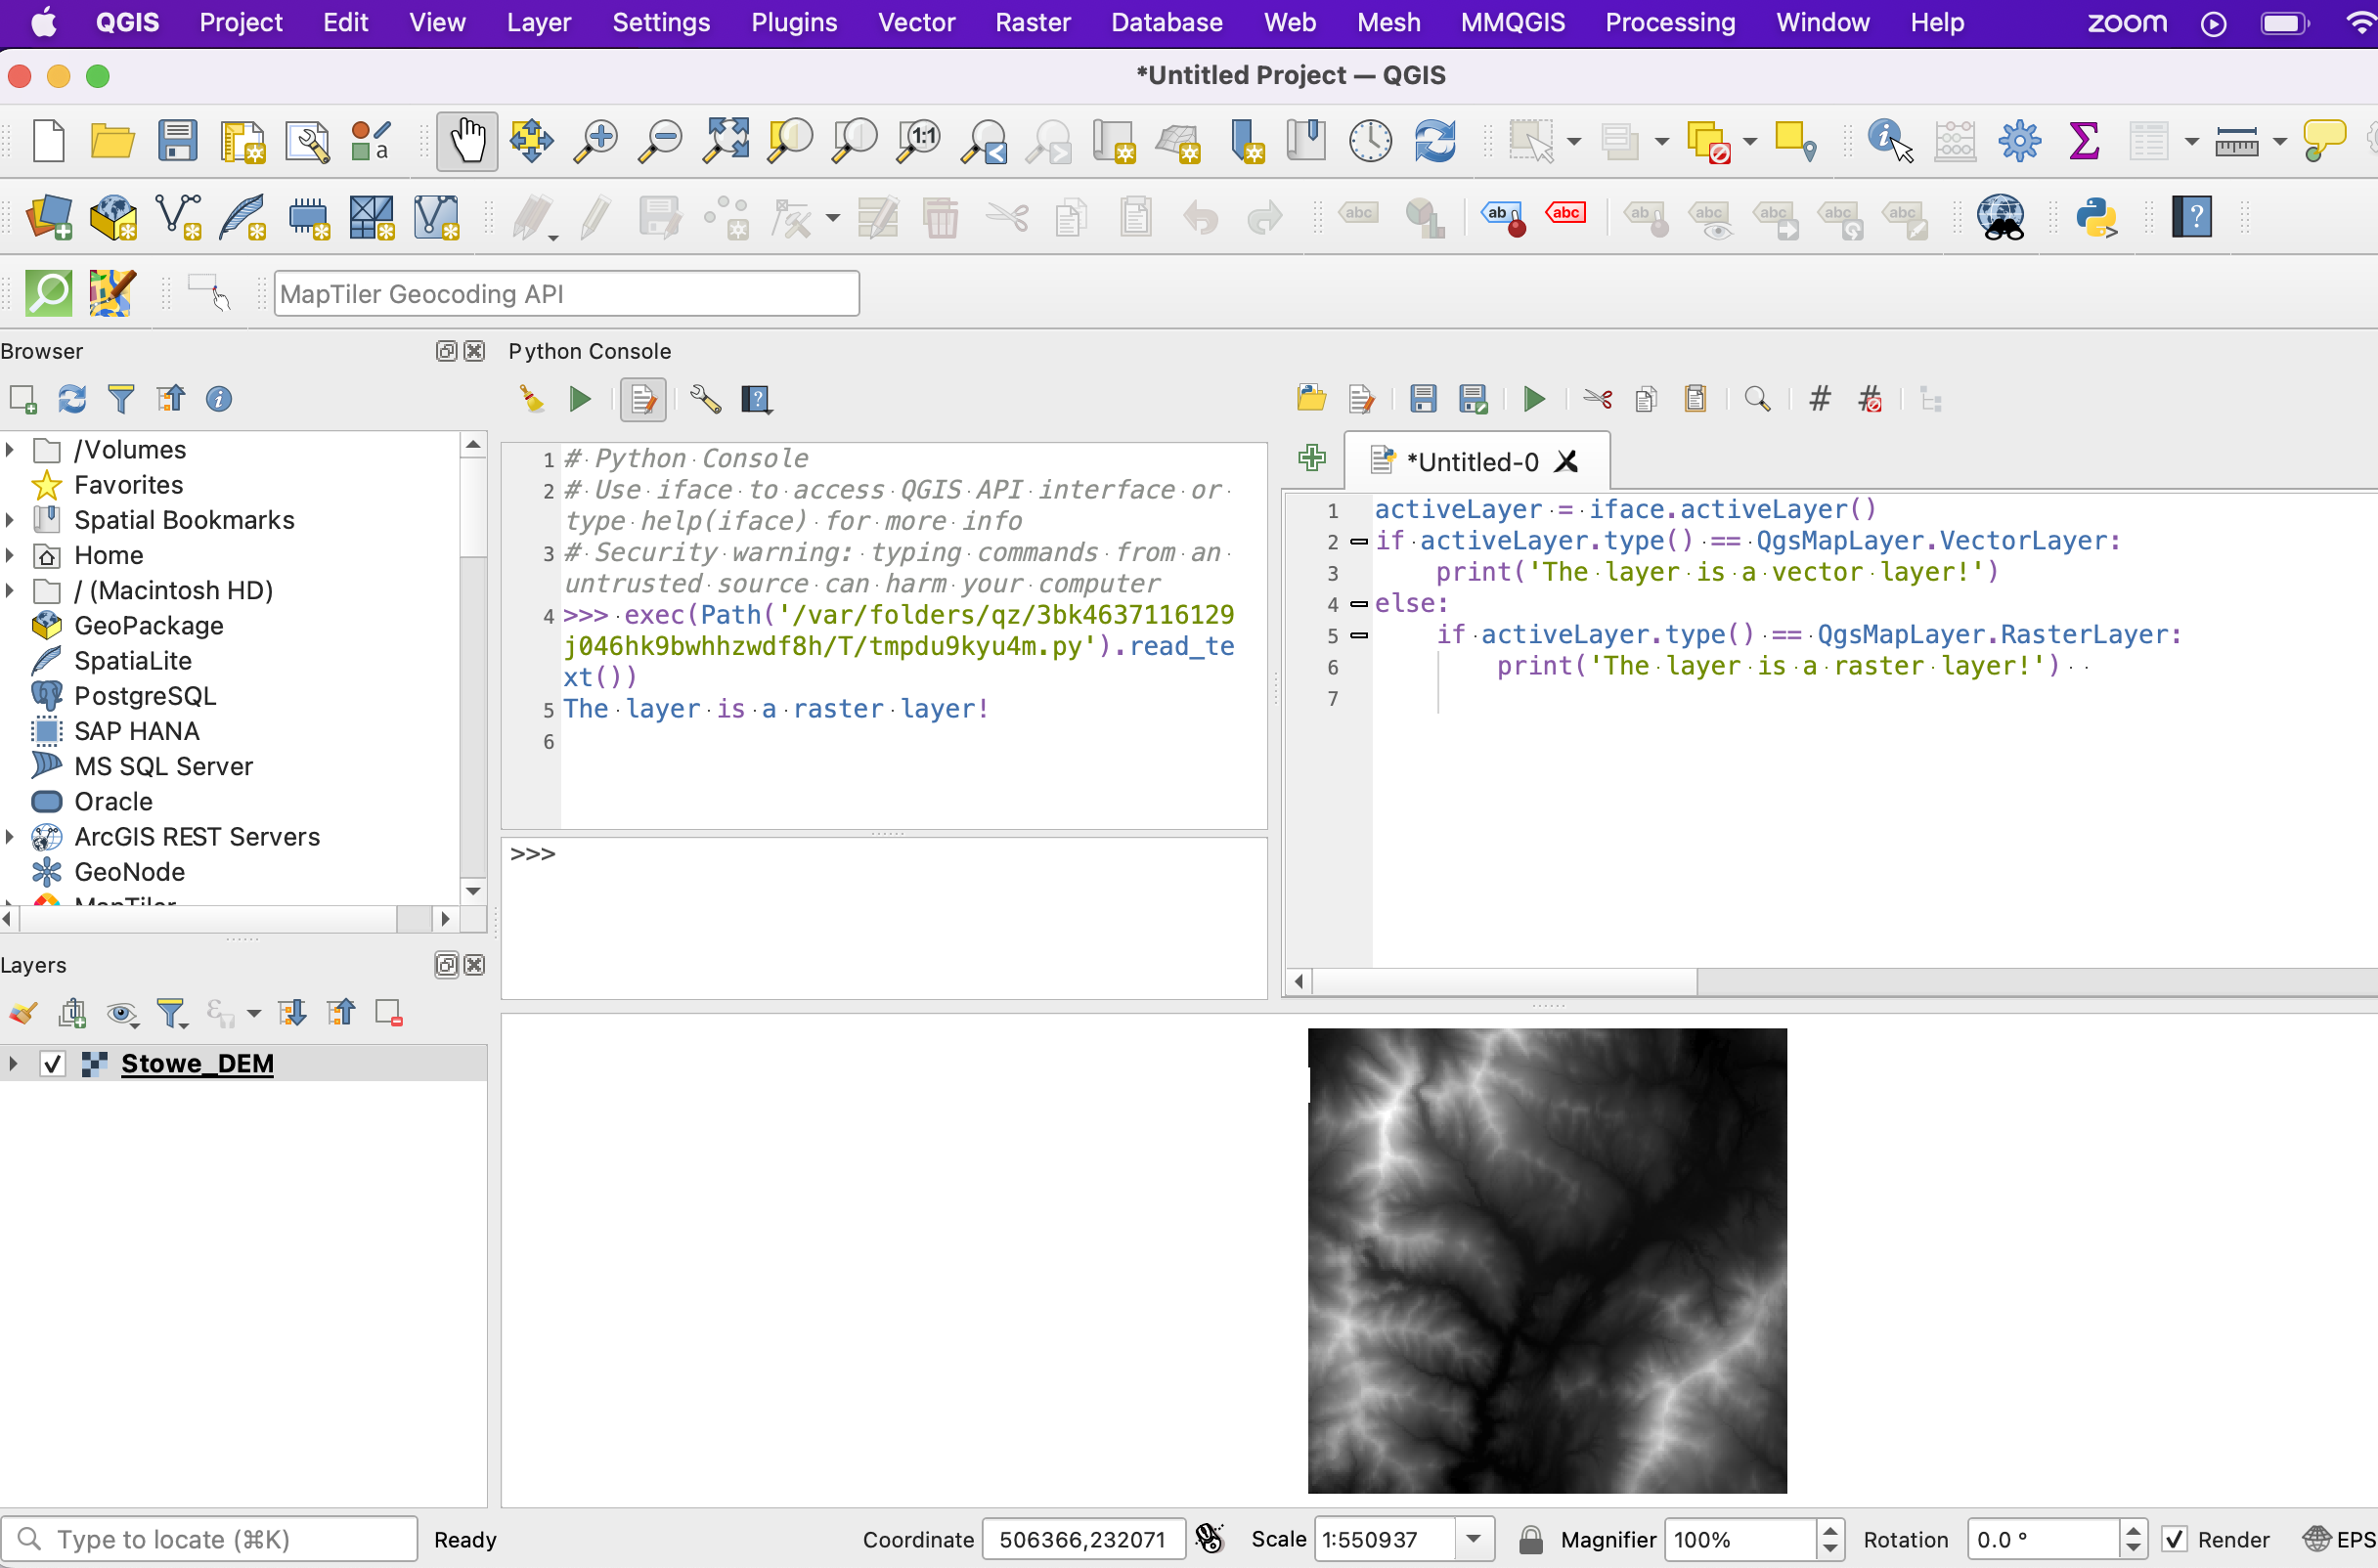 QGIS Project Edit View Layer Settings Plugins Vector Raster Database Web Mesh MMQGIS Processing Window Help zoom
*Untitled Project — QGIS
MapTiler Geocoding API
Browser
/Volumes
Favorites
Spatial Bookmarks
Home
/ (Macintosh HD)
GeoPackage
SpatiaLite
PostgreSQL
SAP HANA
MS SQL Server
Oracle
ArcGIS REST Servers
GeoNode
MapTiler
Python Console
1 # Python Console
2 # Use iface to access QGIS API interface or
type help(iface) for more info
3 # Security warning: typing commands from an
untrusted source can harm your computer
4 >>> exec(Path('/var/folders/qz/3bk4637116129
j046hk9bwhhzwdf8h/T/tmpdu9kyu4m.py').read_te
xt())
5 The layer is a raster layer!
6
>>>
*Untitled-0
1 activeLayer = iface.activeLayer()
2 if activeLayer.type() == QgsMapLayer.VectorLayer:
3 print('The layer is a vector layer!')
4 else:
5 if activeLayer.type() == QgsMapLayer.RasterLayer:
6 print('The layer is a raster layer!')
7
Layers
Stowe_DEM
Type to locate (⌘K) Ready Coordinate 506366,232071 Scale 1:550937 Magnifier 100% Rotation 0.0 ° Render EPS